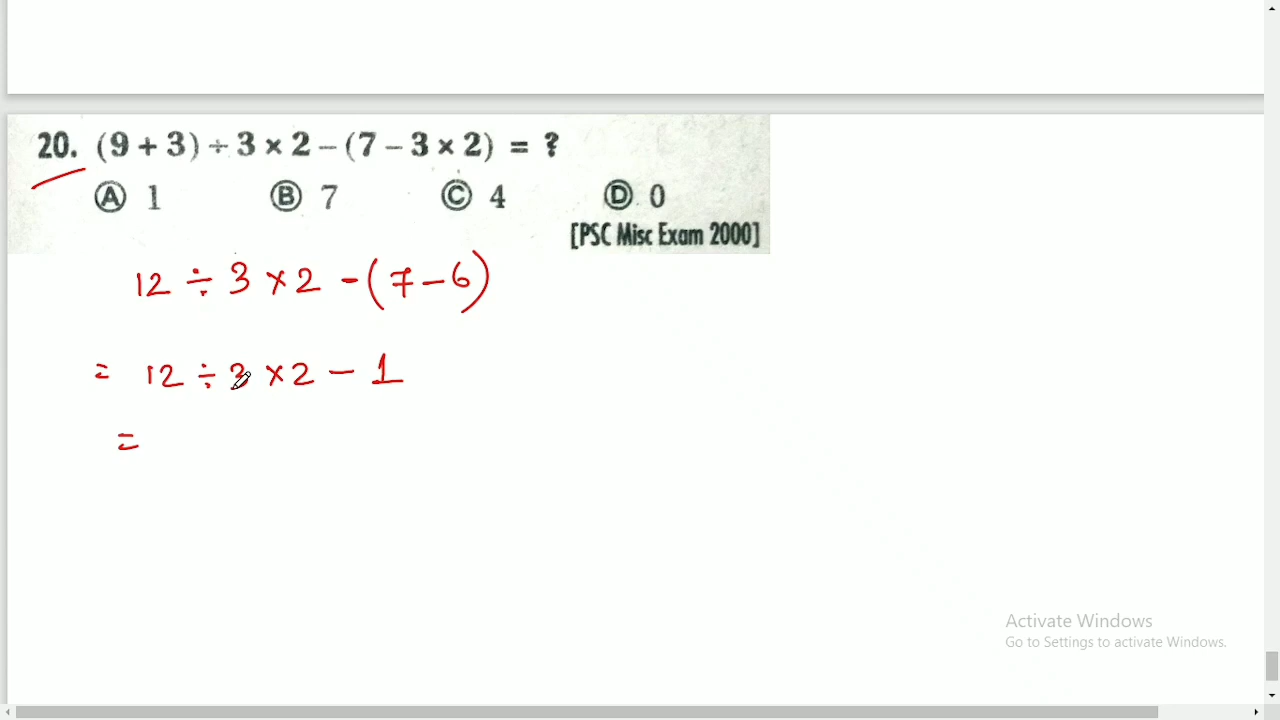 20. (9 + 3) ÷ 3 × 2 – (7 – 3 × 2) = ?
Ⓐ 1 Ⓑ 7 Ⓒ 4 Ⓓ 0
[PSC Misc Exam 2000]
12 ÷ 3 × 2 - (7 - 6)
= 12 ÷ 3 × 2 - 1
=
Activate Windows
Go to Settings to activate Windows.